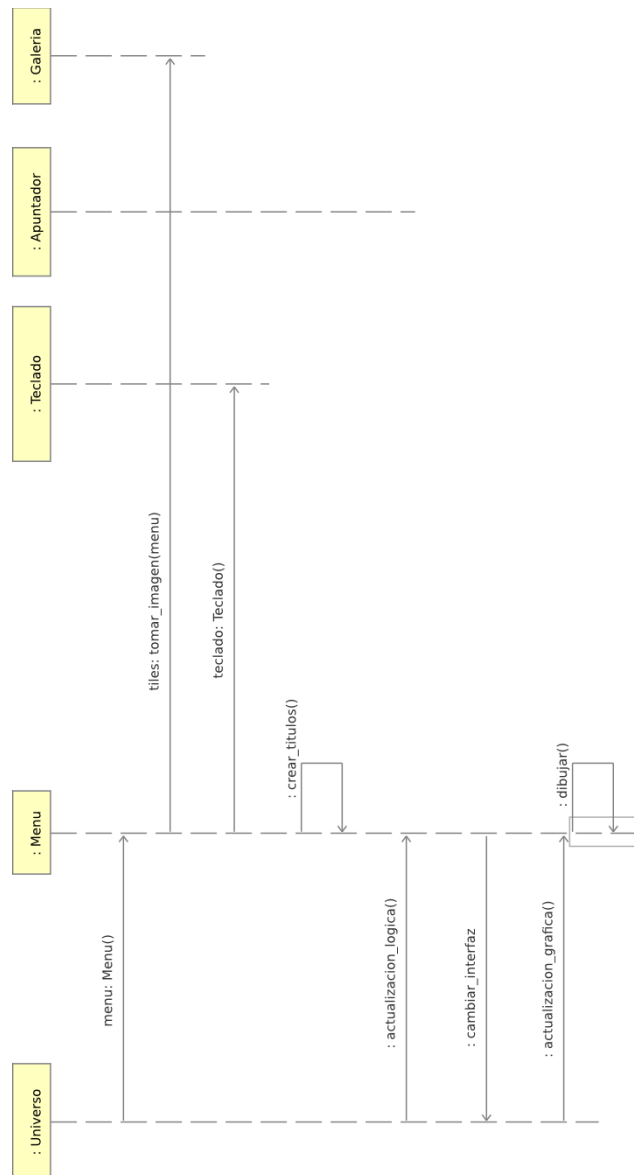 : Universo
: Menu
: Teclado
: Apuntador
: Galeria
menu: Menu()
tiles: tomar_imagen(menu)
teclado: Teclado()
: crear_titulos()
: actualizacion_logica()
: cambiar_interfaz
: actualizacion_grafica()
: dibujar()